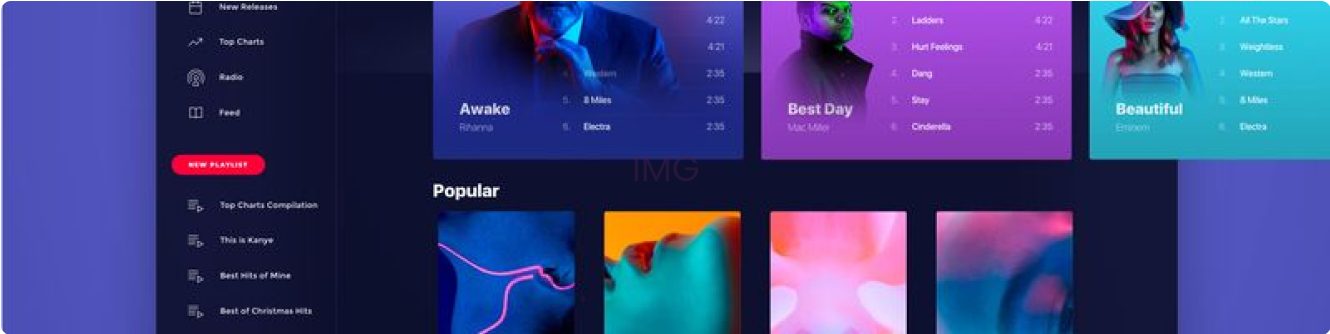 New Releases
Top Charts
Radio
Feed
NEW PLAYLIST
Top Charts Compilation
This is Kanye
Best Hits of Mine
Best of Christmas Hits
4:22
4:21
4. Western 2:35
5. 8 Miles 2:35
6. Electra 2:35
Awake
Rihanna
2. Ladders 4:22
3. Hurt Feelings 4:21
4. Dang 2:35
5. Stay 2:35
6. Cinderella 2:35
Best Day
Mac Miller
2. All The Stars
3. Weightless
4. Western
5. 8 Miles
6. Electra
Beautiful
Eminem
IMG
Popular